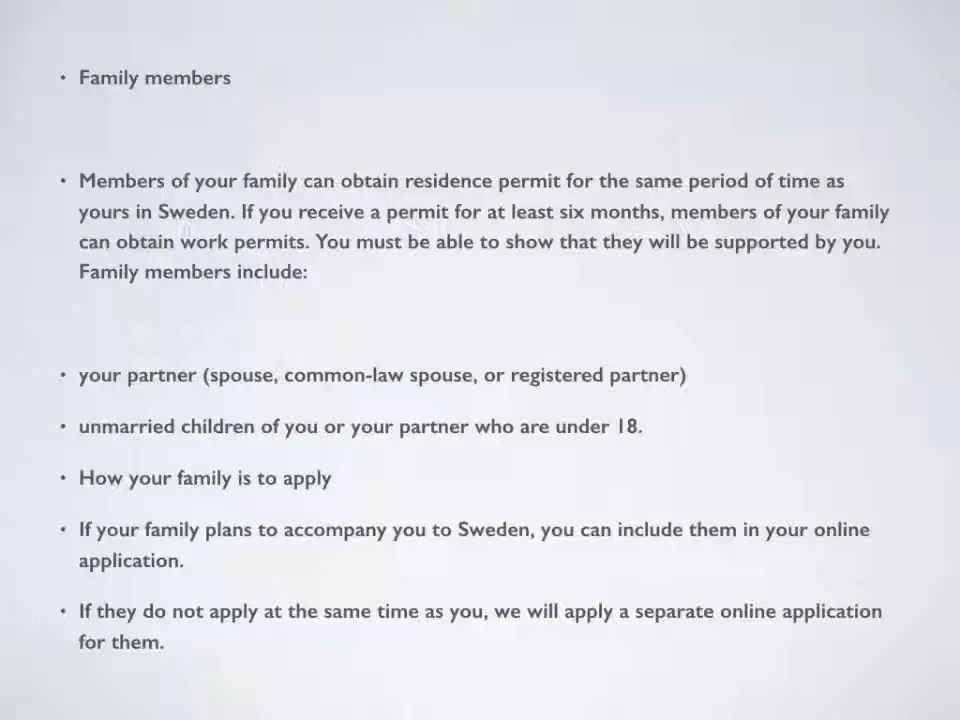 • Family members
• Members of your family can obtain residence permit for the same period of time as
yours in Sweden. If you receive a permit for at least six months, members of your family
can obtain work permits. You must be able to show that they will be supported by you.
Family members include:
• your partner (spouse, common-law spouse, or registered partner)
• unmarried children of you or your partner who are under 18.
• How your family is to apply
• If your family plans to accompany you to Sweden, you can include them in your online
application.
• If they do not apply at the same time as you, we will apply a separate online application
for them.